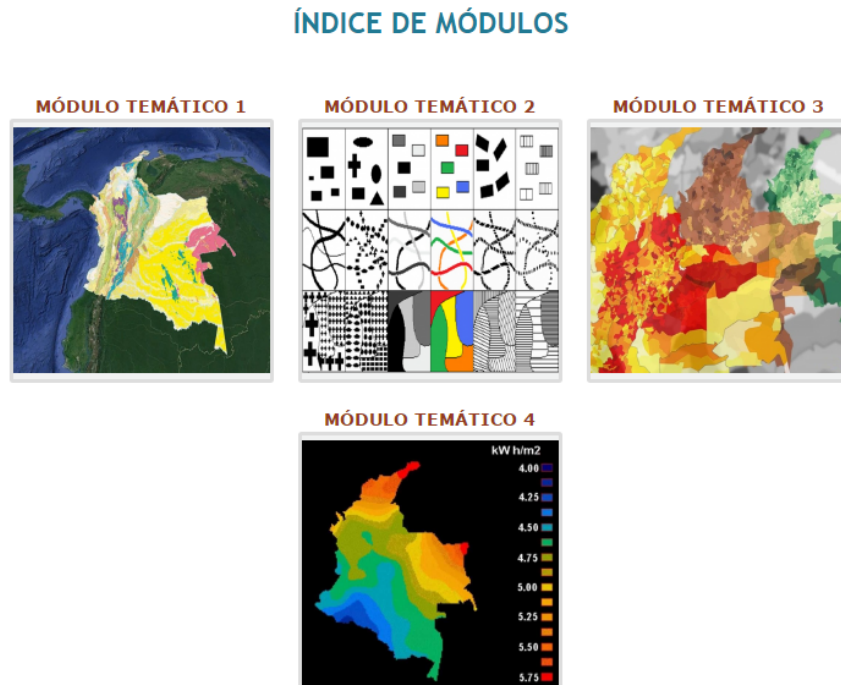 ÍNDICE DE MÓDULOS
MÓDULO TEMÁTICO 1
MÓDULO TEMÁTICO 2
MÓDULO TEMÁTICO 3
MÓDULO TEMÁTICO 4
kW h/m2
4.00
4.25
4.50
4.75
5.00
5.25
5.50
5.75